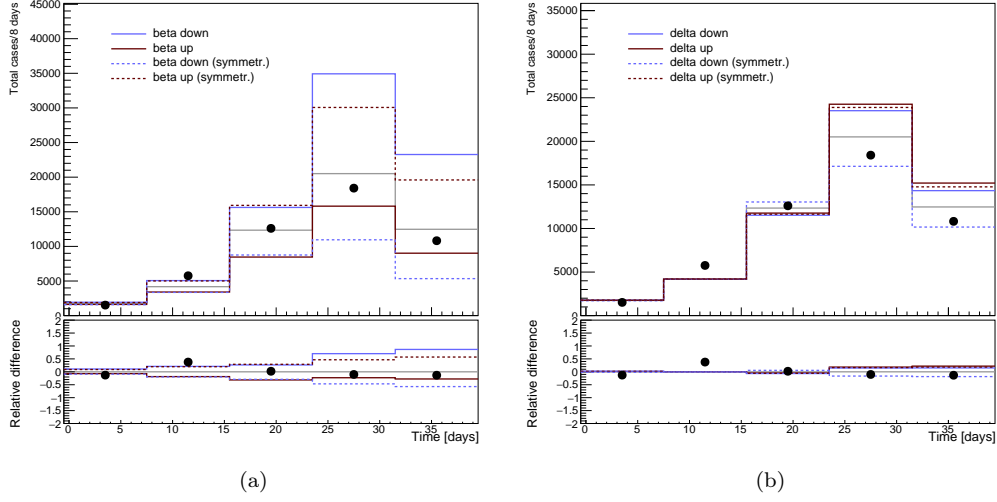 Total cases/8 days
45000
40000
35000
30000
25000
20000
15000
10000
5000
0
beta down
beta up
beta down (symmetr.)
beta up (symmetr.)
Relative difference
2
1.5
1
0.5
0
−0.5
−1
−1.5
−2
0 5 10 15 20 25 30 35
Time [days]
(a)
Total cases/8 days
35000
30000
25000
20000
15000
10000
5000
0
delta down
delta up
delta down (symmetr.)
delta up (symmetr.)
Relative difference
2
1.5
1
0.5
0
−0.5
−1
−1.5
−2
0 5 10 15 20 25 30 35
Time [days]
(b)